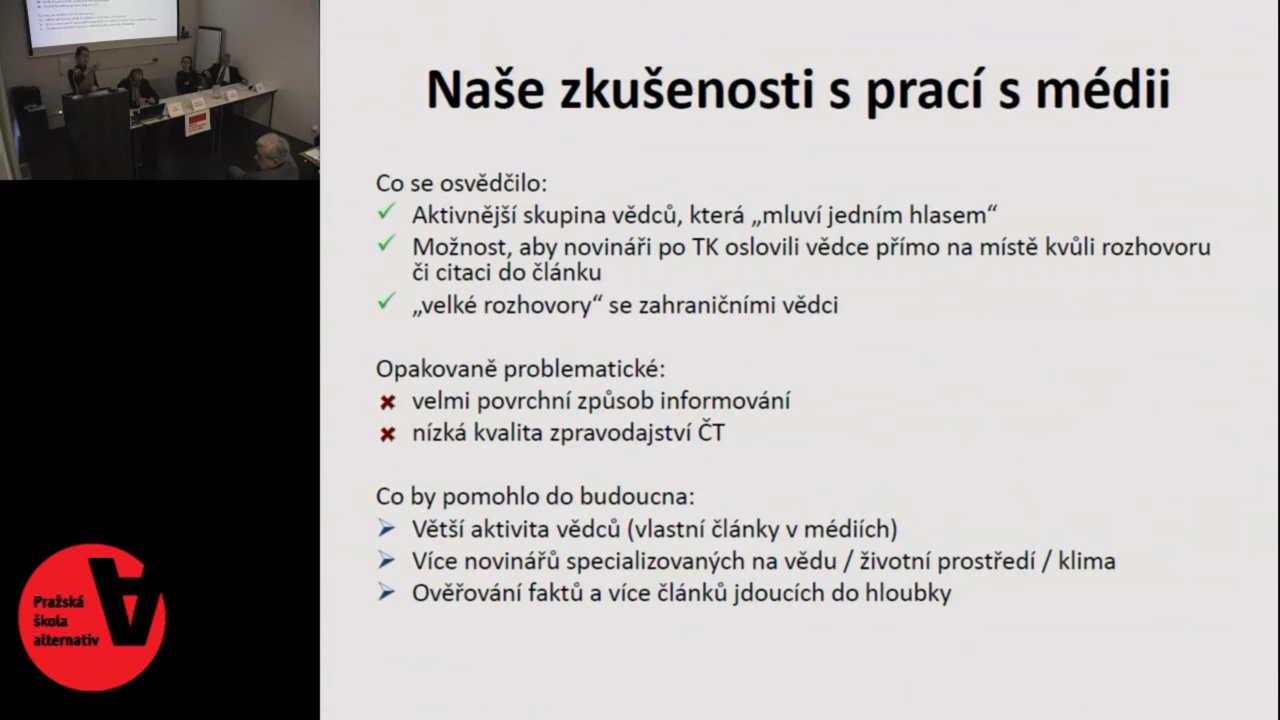 Naše zkušenosti s prací s médii
Co se osvědčilo:
Aktivnější skupina vědců, která „mluví jedním hlasem“
Možnost, aby novináři po TK oslovili vědce přímo na místě kvůli rozhovoru
či citaci do článku
„velké rozhovory“ se zahraničními vědci
Opakovaně problematické:
velmi povrchní způsob informování
nízká kvalita zpravodajství ČT
Co by pomohlo do budoucna:
Větší aktivita vědců (vlastní články v médiích)
Více novinářů specializovaných na vědu / životní prostředí / klima
Ověřování faktů a více článků jdoucích do hloubky
Pražská
škola
alternativ